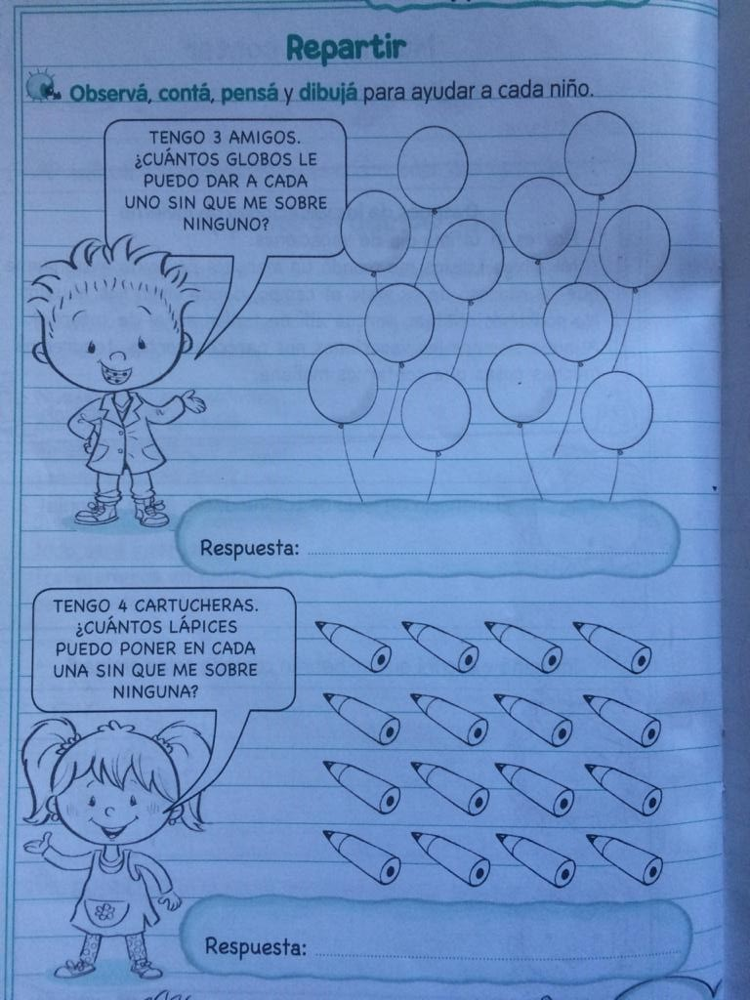 Repartir
Observá, contá, pensá y dibujá para ayudar a cada niño.
TENGO 3 AMIGOS.
¿CUÁNTOS GLOBOS LE
PUEDO DAR A CADA
UNO SIN QUE ME SOBRE
NINGUNO?
Respuesta:
TENGO 4 CARTUCHERAS.
¿CUÁNTOS LÁPICES
PUEDO PONER EN CADA
UNA SIN QUE ME SOBRE
NINGUNA?
Respuesta: